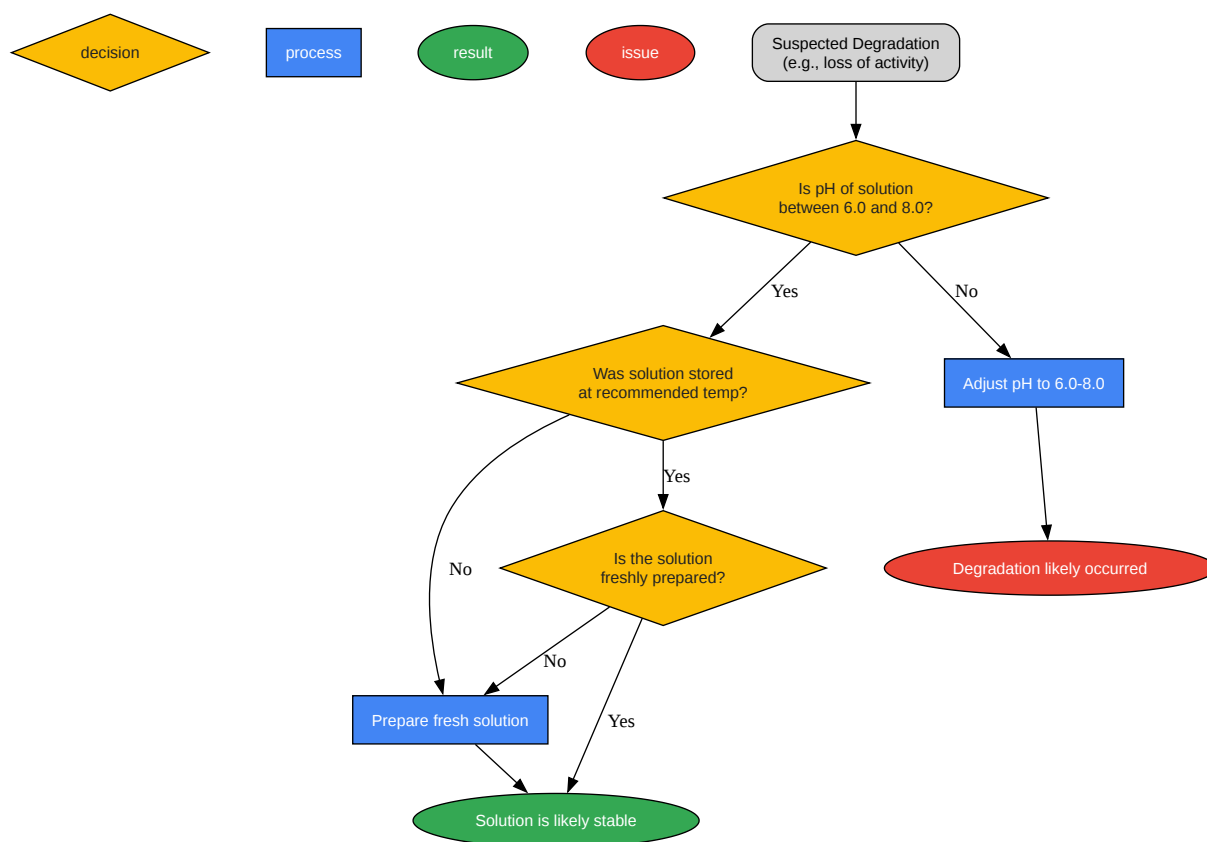 decision
process
result
issue
Suspected Degradation
(e.g., loss of activity)
Is pH of solution
between 6.0 and 8.0?
Yes
No
Was solution stored
at recommended temp?
Adjust pH to 6.0-8.0
Yes
No
Is the solution
freshly prepared?
Degradation likely occurred
No
Yes
Prepare fresh solution
Solution is likely stable